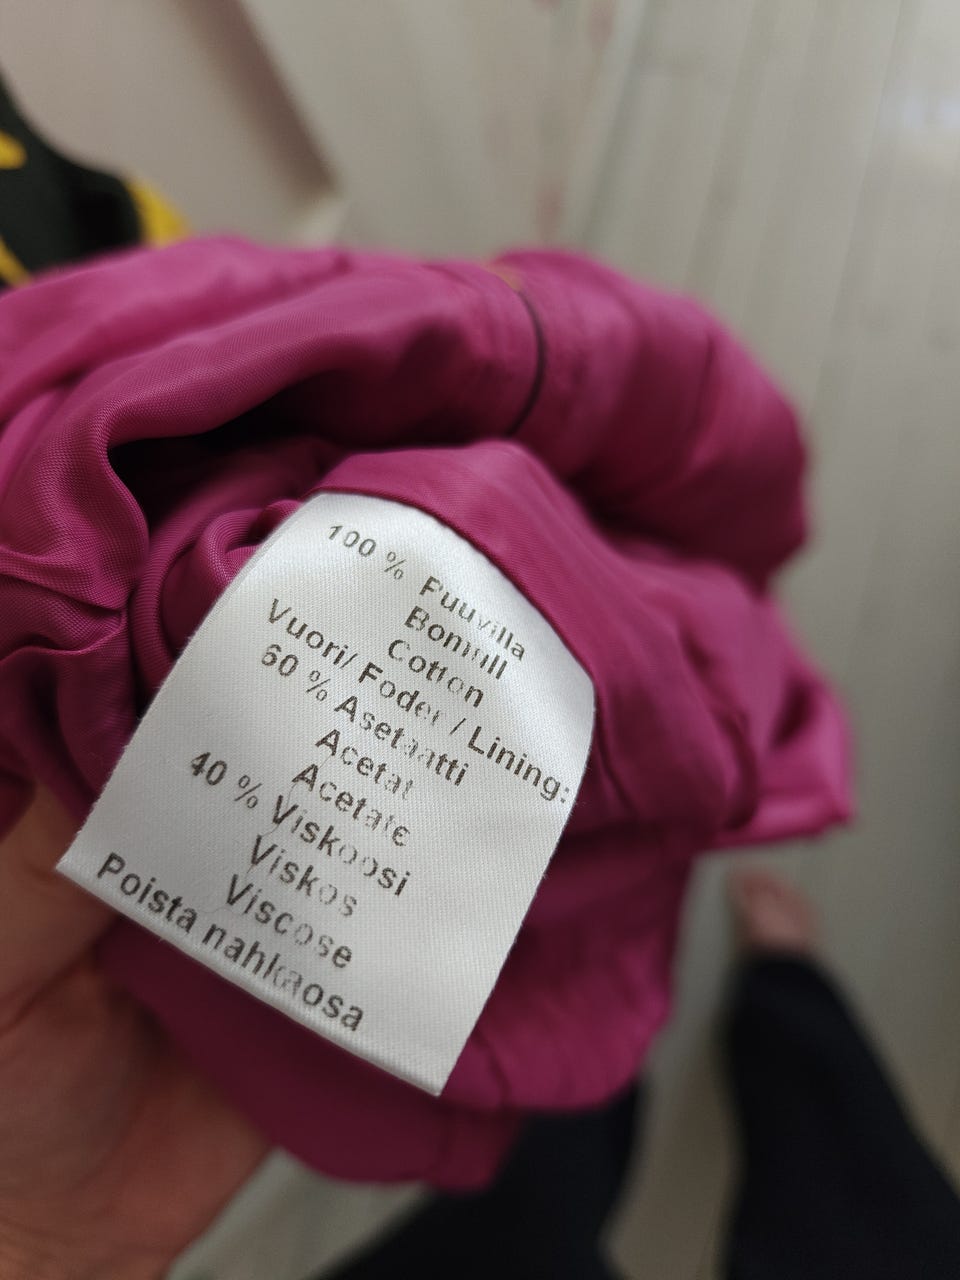 100 % Puuvilla
Bomull
Cotton
Vuori/ Foder / Lining:
60 % Asetaatti
Acetat
Acetate
40 % Viskoosi
Viskos
Viscose
Poista nahkaosa